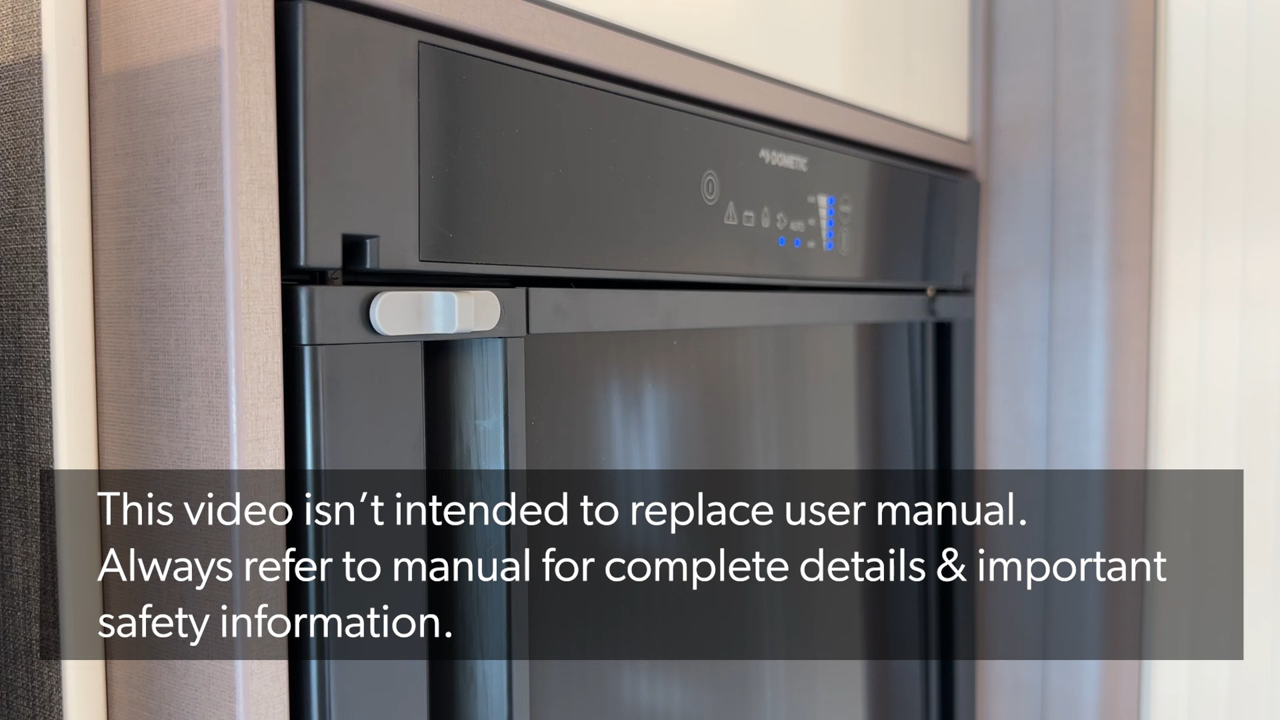 DOMETIC
AUTO
This video isn't intended to replace user manual.
Always refer to manual for complete details & important
safety information.